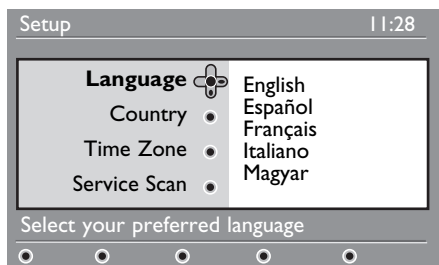 Setup 11:28
Language
Country
Time Zone
Service Scan
English
Español
Français
Italiano
Magyar
Select your preferred language